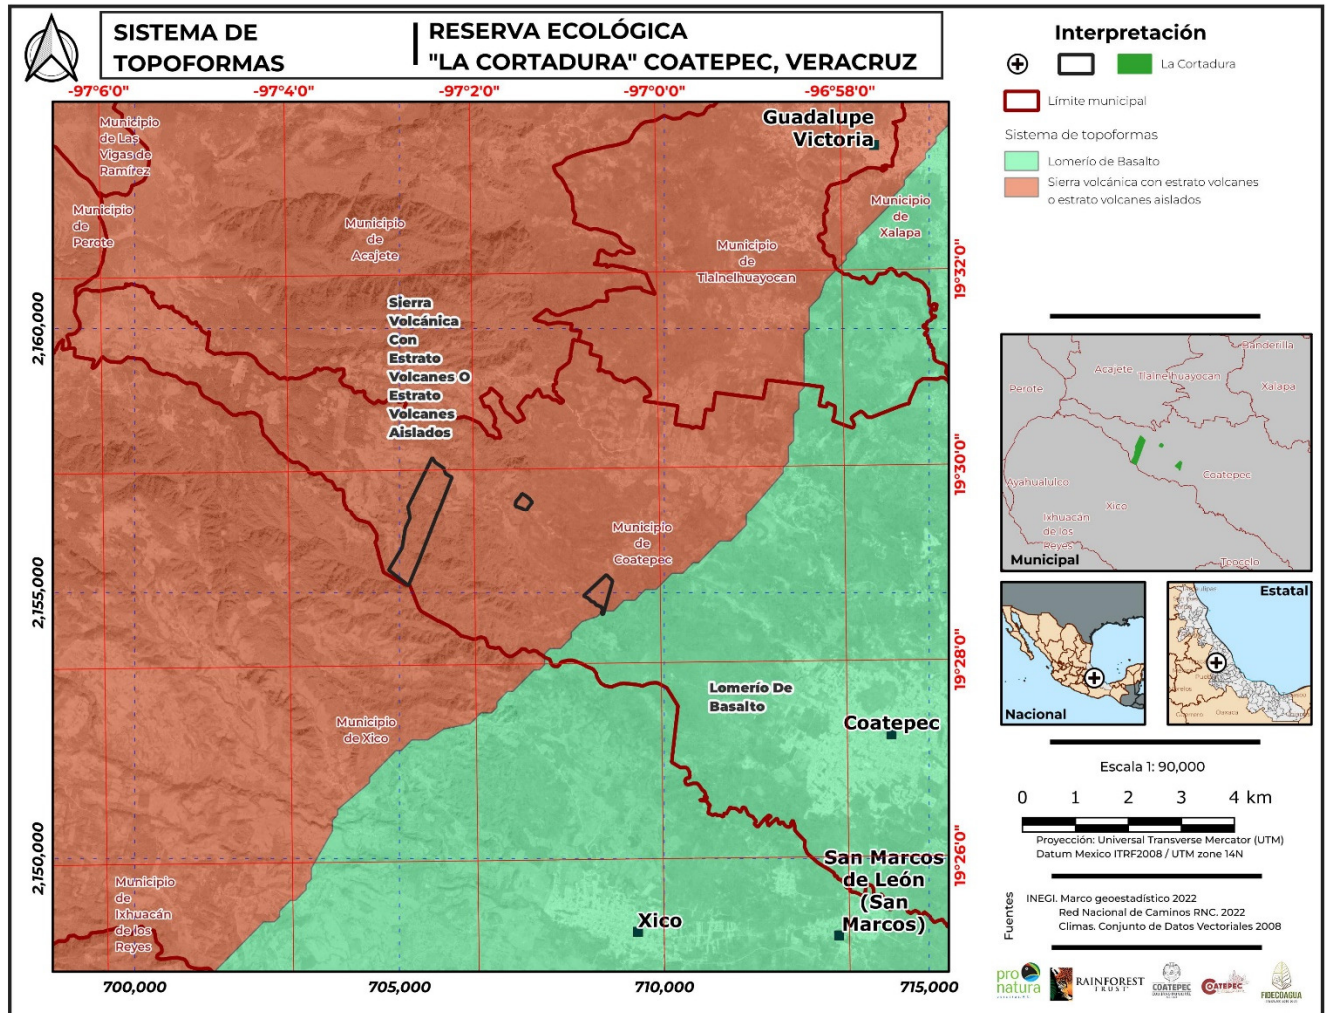 SISTEMA DE
TOPOFORMAS
RESERVA ECOLÓGICA
"LA CORTADURA" COATEPEC, VERACRUZ
-97°6'0"
-97°4'0"
-97°2'0"
-97°0'0"
-96°58'0"
Guadalupe
Victoria
Municipio
de Las
Vigas de
Ramírez
Municipio
de
Perote
Municipio
de
Acajete
Municipio
de
Tlalnelhuayocan
Municipio
de
Xalapa
Sierra
Volcánica
Con
Estrato
Volcanes O
Estrato
Volcanes
Aislados
Municipio
de
Coatepec
Municipio
de Xico
Lomerío De
Basalto
Coatepec
San Marcos
de León
(San
Marcos)
Xico
Municipio
de
Ixhuacán
de los
Reyes
2,160,000
2,155,000
2,150,000
19°32'0"
19°30'0"
19°28'0"
19°26'0"
700,000
705,000
710,000
715,000
Interpretación
La Cortadura
Límite municipal
Sistema de topoformas
Lomerío de Basalto
Sierra volcánica con estrato volcanes
o estrato volcanes aislados
Banderilla
Acajete
Tlalnelhuayocan
Perote
Xalapa
Coatepec
Ayahualulco
Xico
Ixhuacán
de los
Reyes
Teocelo
Municipal
Nacional
Estatal
Oaxaca
Escala 1: 90,000
0 1 2 3 4 km
Proyección: Universal Transverse Mercator (UTM)
Datum Mexico ITRF2008 / UTM zone 14N
Fuentes
INEGI. Marco geoestadístico 2022
Red Nacional de Caminos RNC. 2022
Climas. Conjunto de Datos Vectoriales 2008
pro
natura
RAINFOREST
TRUST
COATEPEC
COATEPEC
FIDECOAGUA